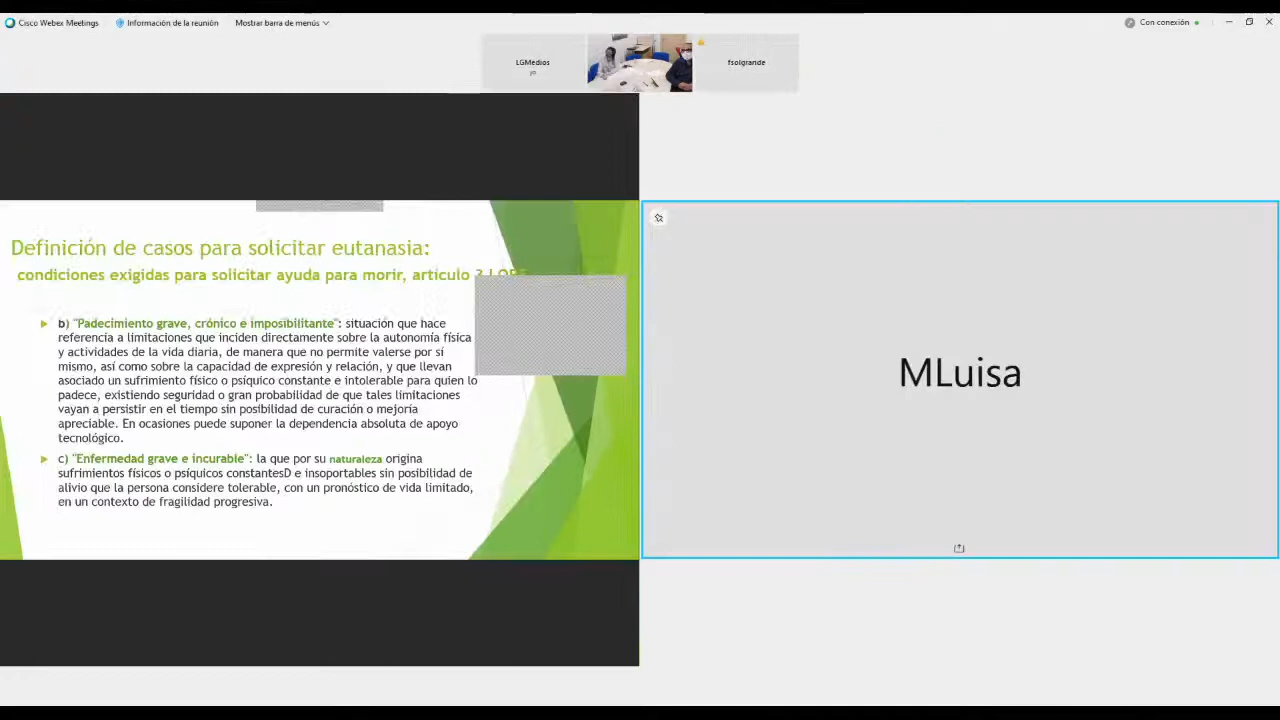 Cisco Webex Meetings
Información de la reunión
Mostrar barra de menús
Con conexión
LGMedios
yo
fsolgrande
Definición de casos para solicitar eutanasia:
condiciones exigidas para solicitar ayuda para morir, artículo
b) "Padecimiento grave, crónico e imposibilitante": situación que hace
referencia a limitaciones que inciden directamente sobre la autonomía física
y actividades de la vida diaria, de manera que no permite valerse por sí
mismo, así como sobre la capacidad de expresión y relación, y que llevan
asociado un sufrimiento físico o psíquico constante e intolerable para quien lo
padece, existiendo seguridad o gran probabilidad de que tales limitaciones
vayan a persistir en el tiempo sin posibilidad de curación o mejoría
apreciable. En ocasiones puede suponer la dependencia absoluta de apoyo
tecnológico.
c) "Enfermedad grave e incurable": la que por su naturaleza origina
sufrimientos físicos o psíquicos constantesD e insoportables sin posibilidad de
alivio que la persona considere tolerable, con un pronóstico de vida limitado,
en un contexto de fragilidad progresiva.
MLuisa